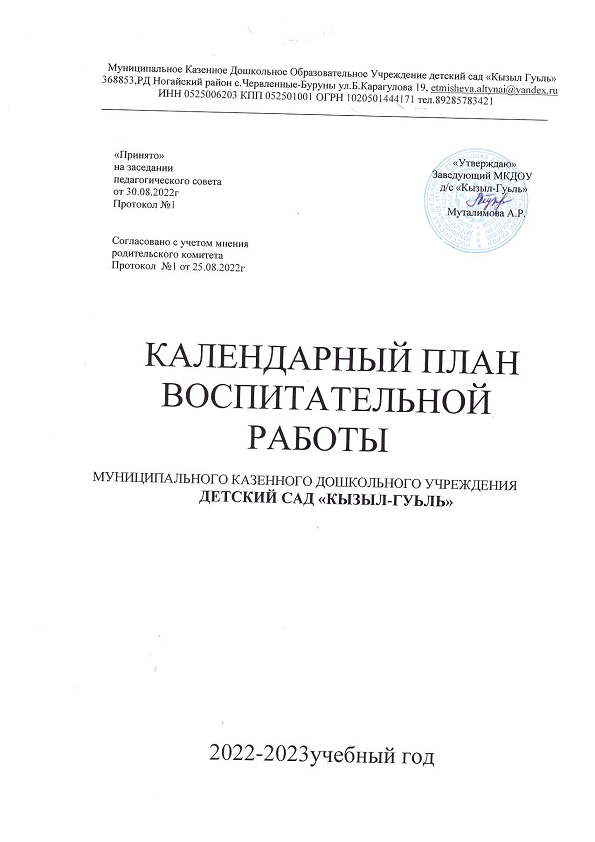 Муниципальное Казенное Дошкольное Образовательное Учреждение детский сад «Кызыл Гуьль»
368853,РД Ногайский район с.Червленные-Буруны ул.Б.Карагулова 19, etmisheva.altynai@yandex.ru
ИНН 0525006203 КПП 052501001 ОГРН 1020501444171 тел.89285783421
«Принято»
на заседании
педагогического совета
от 30.08.2022г
Протокол №1
«Утверждаю»
Заведующий МКДОУ
д/с «Кызыл-Гуьль»
Муталимова А.Р.
Согласовано с учетом мнения
родительского комитета
Протокол №1 от 25.08.2022г
КАЛЕНДАРНЫЙ ПЛАН
ВОСПИТАТЕЛЬНОЙ
РАБОТЫ
МУНИЦИПАЛЬНОГО КАЗЕННОГО ДОШКОЛЬНОГО УЧРЕЖДЕНИЯ
ДЕТСКИЙ САД «КЫЗЫЛ-ГУЬЛЬ»
2022-2023учебный год